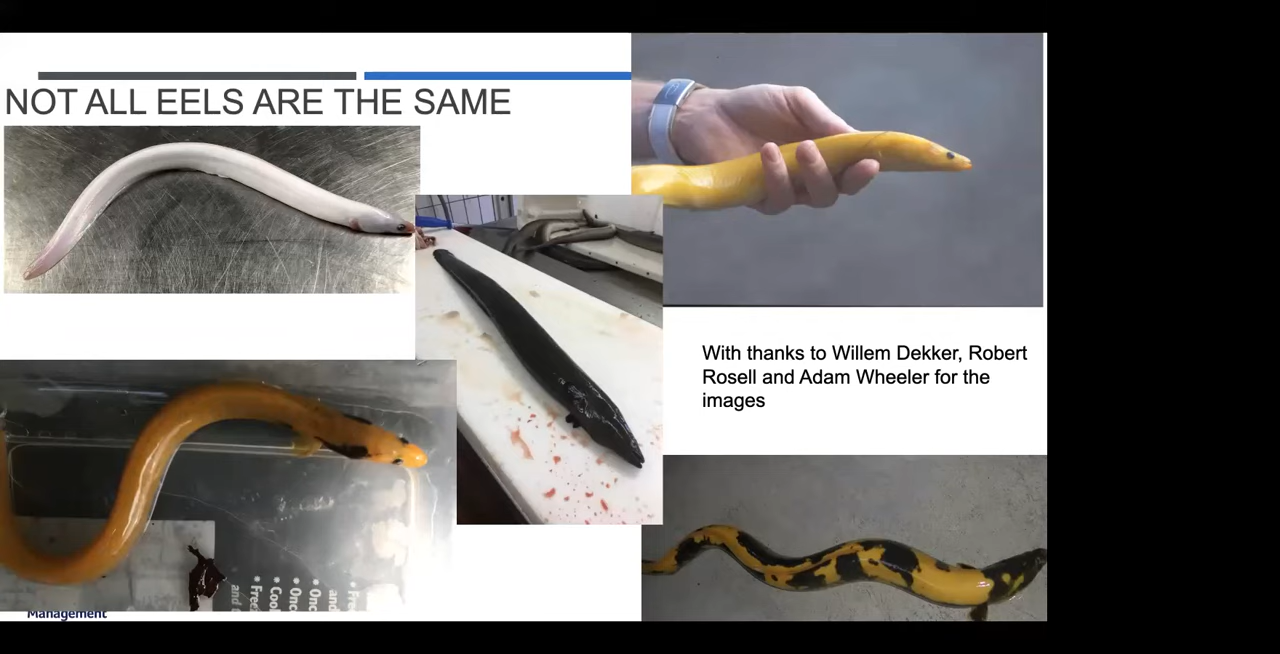 NOT ALL EELS ARE THE SAME
With thanks to Willem Dekker, Robert
Rosell and Adam Wheeler for the
images
Management